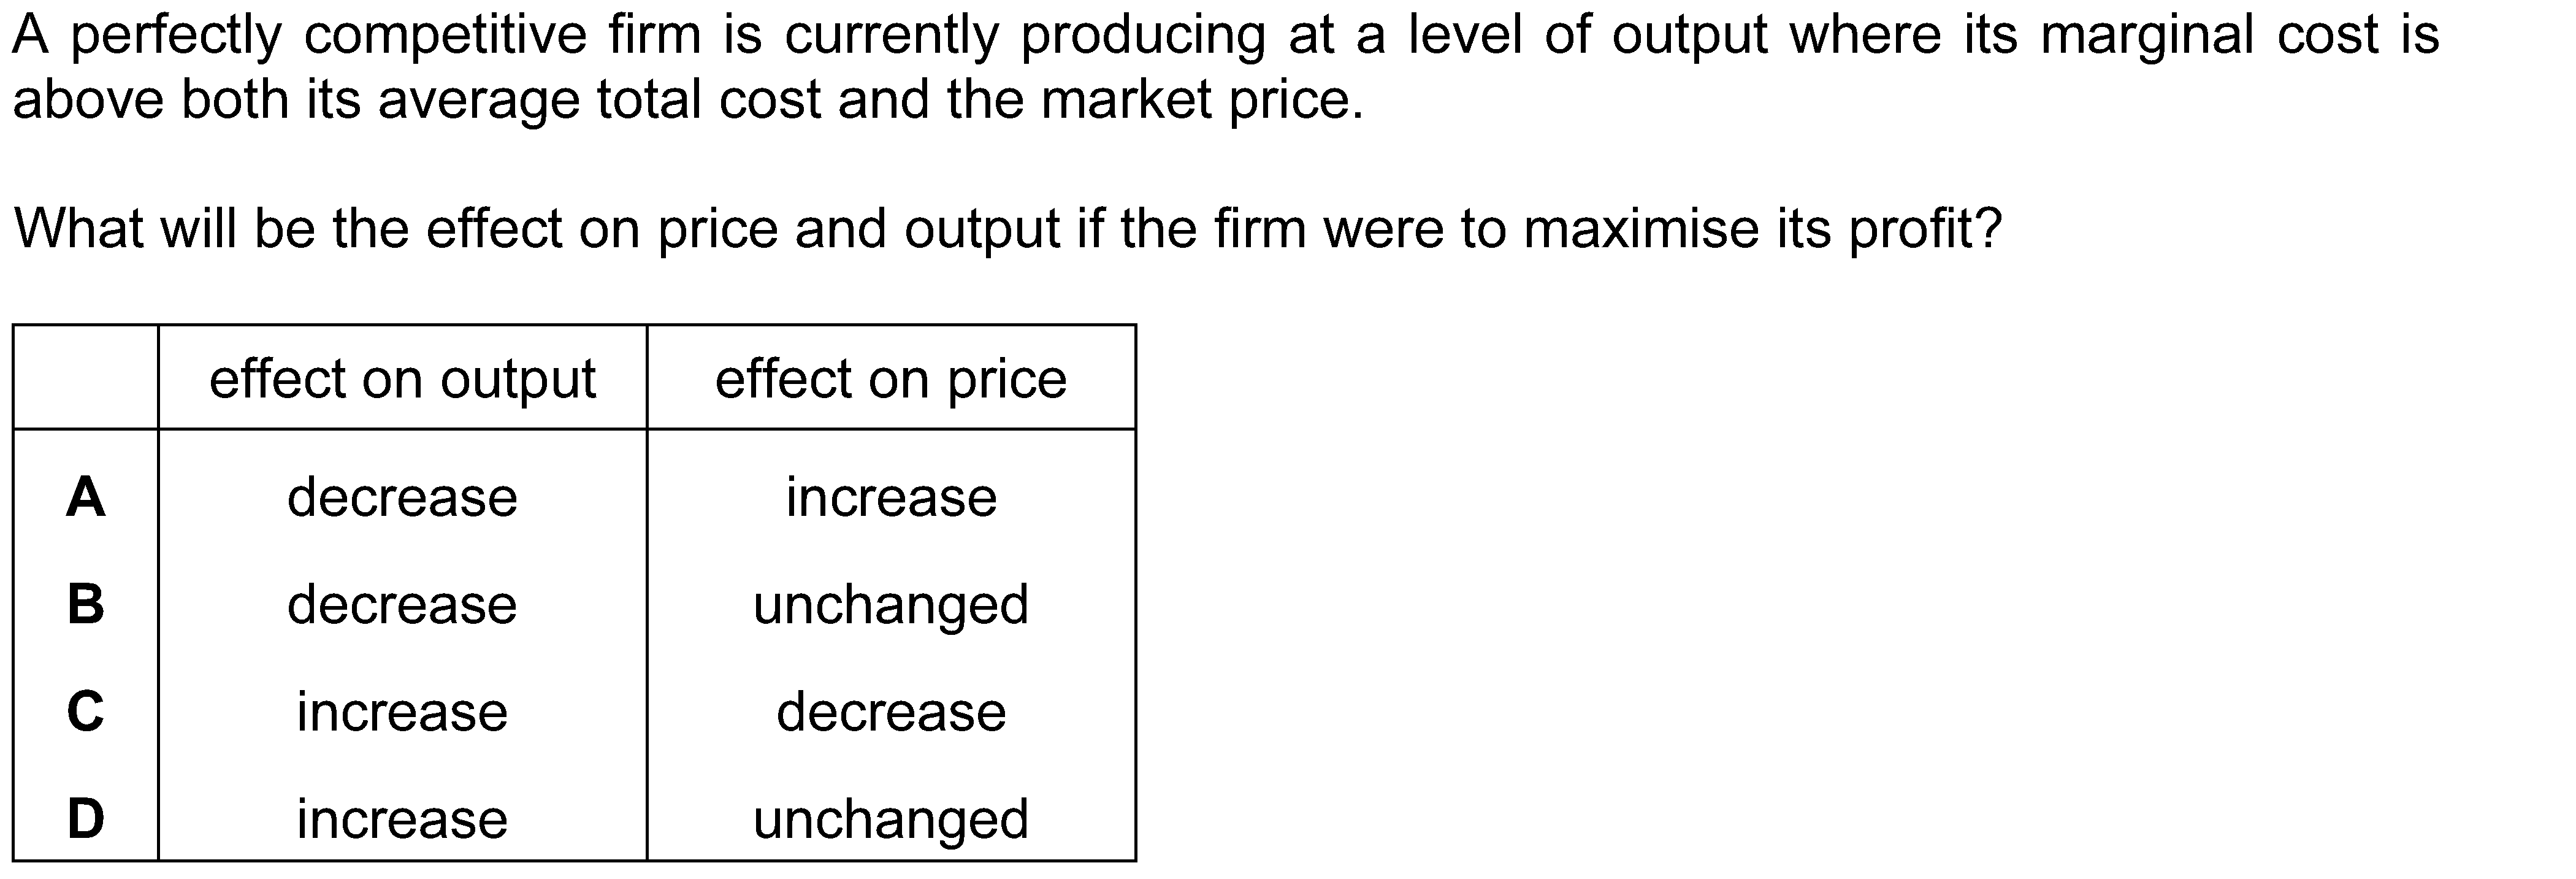 A perfectly competitive firm is currently producing at a level of output where its marginal cost is
above both its average total cost and the market price.
What will be the effect on price and output if the firm were to maximise its profit?
effect on output effect on price
A decrease increase
B decrease unchanged
C increase decrease
D increase unchanged